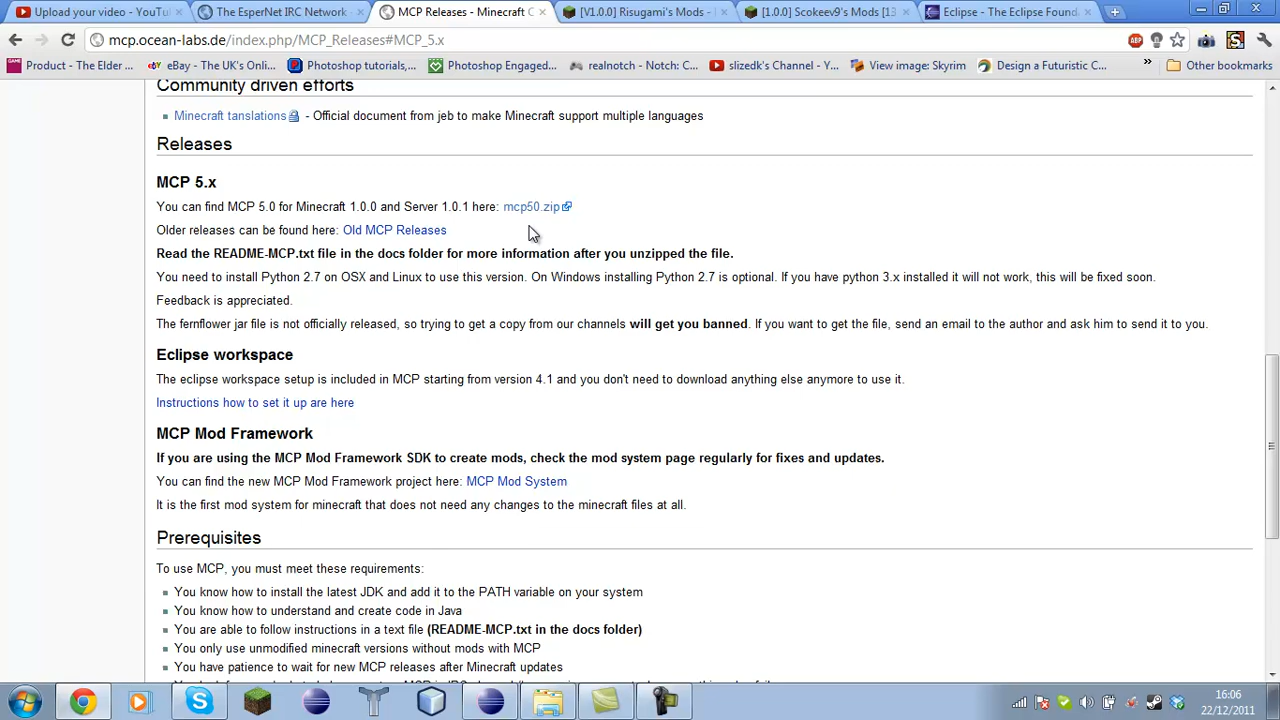 Upload your video - YouTu
The EsperNet IRC Network -
MCP Releases - Minecraft C
[V1.0.0] Risugami's Mods -
[1.0.0] Scokeev9's Mods [13
Eclipse - The Eclipse Found
mcp.ocean-labs.de/index.php/MCP_Releases#MCP_5.x
Product - The Elder ...
eBay - The UK's Onli...
Photoshop tutorials,...
Photoshop Engaged...
realnotch - Notch: C...
slizedk's Channel - Y...
View image: Skyrim
Design a Futuristic C...
»
Other bookmarks
Community driven efforts
Minecraft tanslations - Official document from jeb to make Minecraft support multiple languages
Releases
MCP 5.x
You can find MCP 5.0 for Minecraft 1.0.0 and Server 1.0.1 here: mcp50.zip
Older releases can be found here: Old MCP Releases
Read the README-MCP.txt file in the docs folder for more information after you unzipped the file.
You need to install Python 2.7 on OSX and Linux to use this version. On Windows installing Python 2.7 is optional. If you have python 3.x installed it will not work, this will be fixed soon.
Feedback is appreciated.
The fernflower jar file is not officially released, so trying to get a copy from our channels will get you banned. If you want to get the file, send an email to the author and ask him to send it to you.
Eclipse workspace
The eclipse workspace setup is included in MCP starting from version 4.1 and you don't need to download anything else anymore to use it.
Instructions how to set it up are here
MCP Mod Framework
If you are using the MCP Mod Framework SDK to create mods, check the mod system page regularly for fixes and updates.
You can find the new MCP Mod Framework project here: MCP Mod System
It is the first mod system for minecraft that does not need any changes to the minecraft files at all.
Prerequisites
To use MCP, you must meet these requirements:
You know how to install the latest JDK and add it to the PATH variable on your system
You know how to understand and create code in Java
You are able to follow instructions in a text file (README-MCP.txt in the docs folder)
You only use unmodified minecraft versions without mods with MCP
You have patience to wait for new MCP releases after Minecraft updates
16:06
22/12/2011